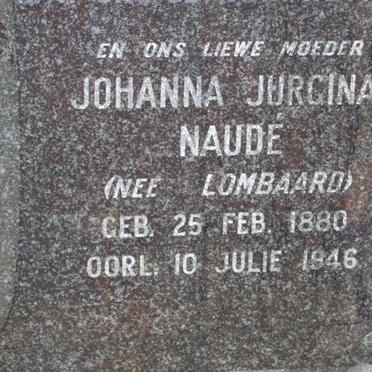 EN ONS LIEWE MOEDER
JOHANNA JURGINA
NAUDÉ
(NEE LOMBAARD)
GEB. 25 FEB. 1880
OORL. 10 JULIE 1946